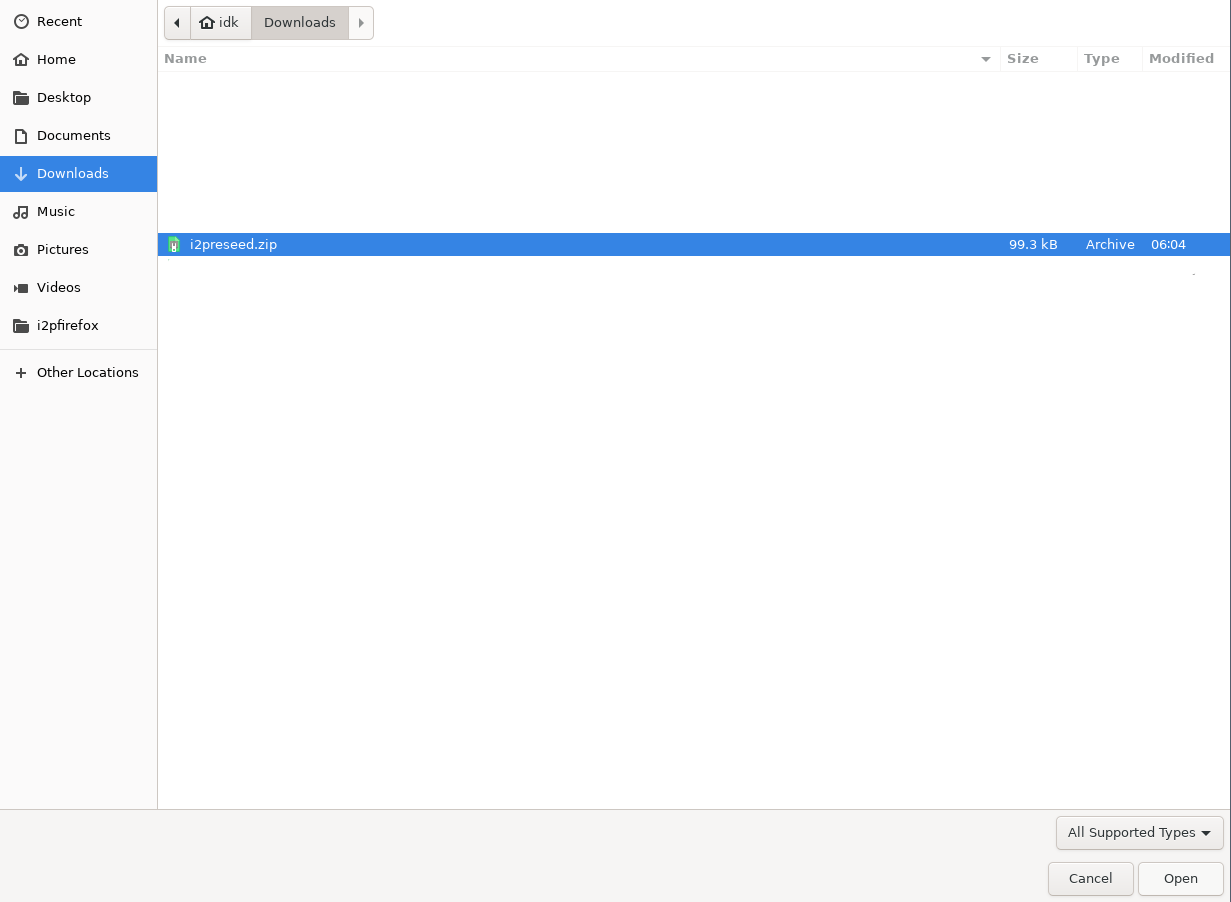 Recent
Home
Desktop
Documents
Downloads
Music
Pictures
Videos
i2pfirefox
Other Locations
idk Downloads
Name Size Type Modified
i2preseed.zip 99.3 kB Archive 06:04
All Supported Types
Cancel Open